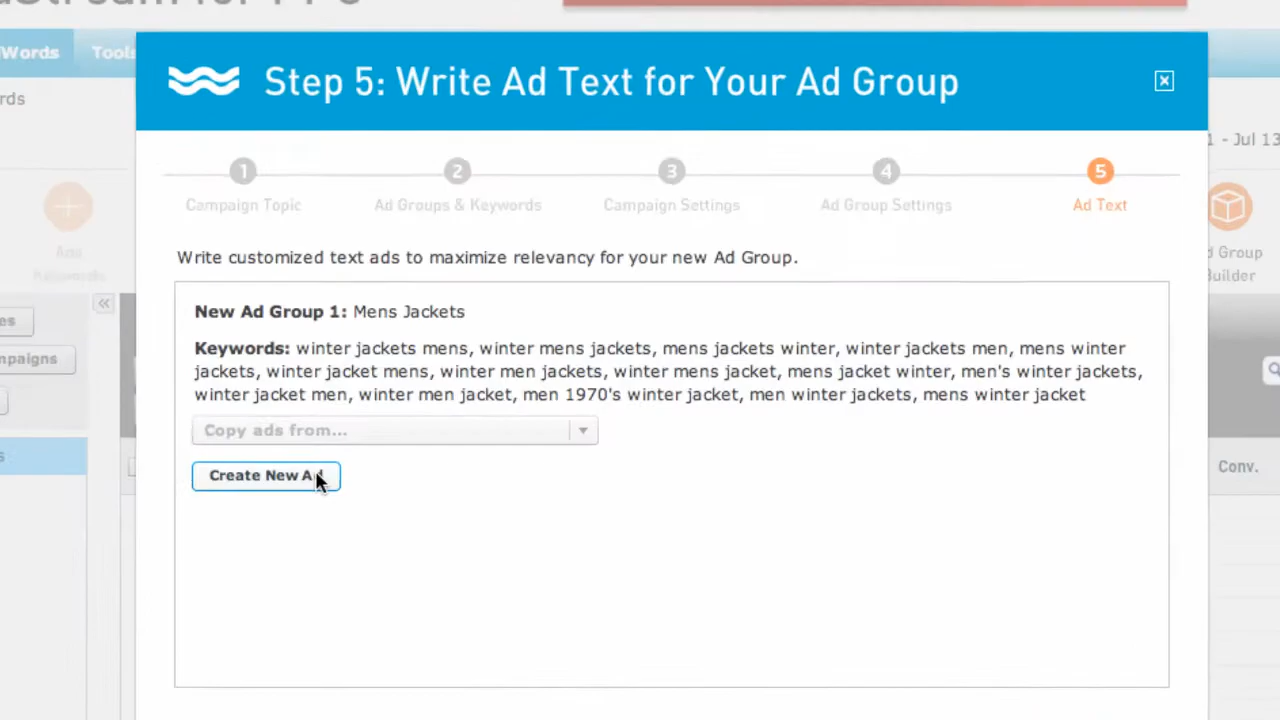 Words
Tools
Step 5: Write Ad Text for Your Ad Group
1 - Jul 13
1
2
3
4
5
Campaign Topic
Ad Groups & Keywords
Campaign Settings
Ad Group Settings
Ad Text
Write customized text ads to maximize relevancy for your new Ad Group.
Group
uilder
New Ad Group 1: Mens Jackets
Keywords: winter jackets mens, winter mens jackets, mens jackets winter, winter jackets men, mens winter
jackets, winter jacket mens, winter men jackets, winter mens jacket, mens jacket winter, men's winter jackets,
winter jacket men, winter men jacket, men 1970's winter jacket, men winter jackets, mens winter jacket
Copy ads from...
Create New Ad
Conv.